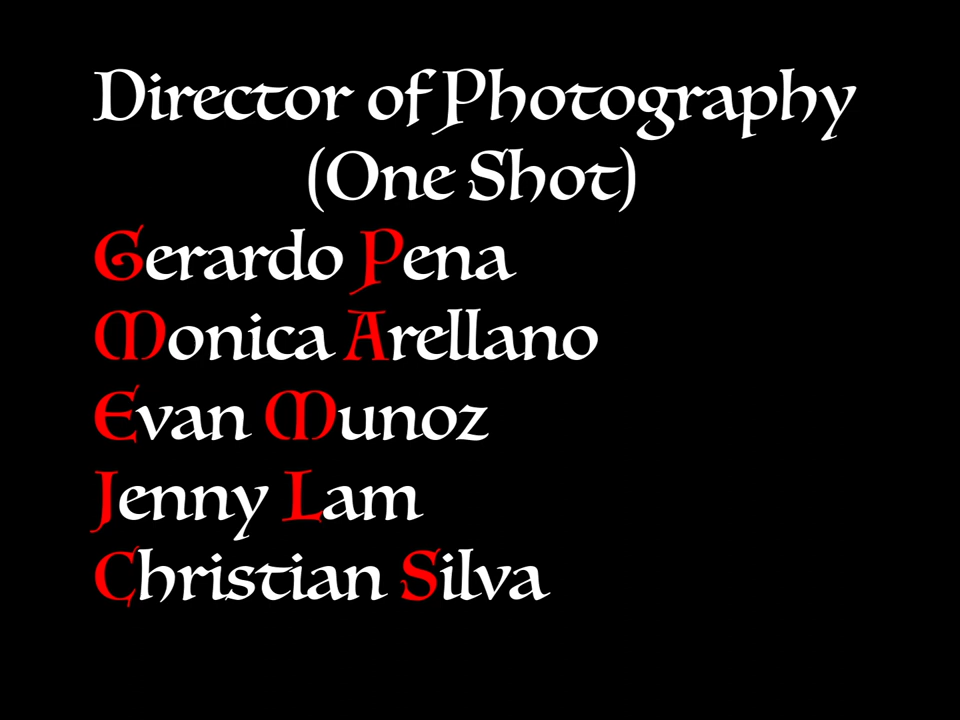 Director of Photography
(One Shot)
Gerardo Pena
Monica Arellano
Evan Munoz
Jenny Lam
Christian Silva